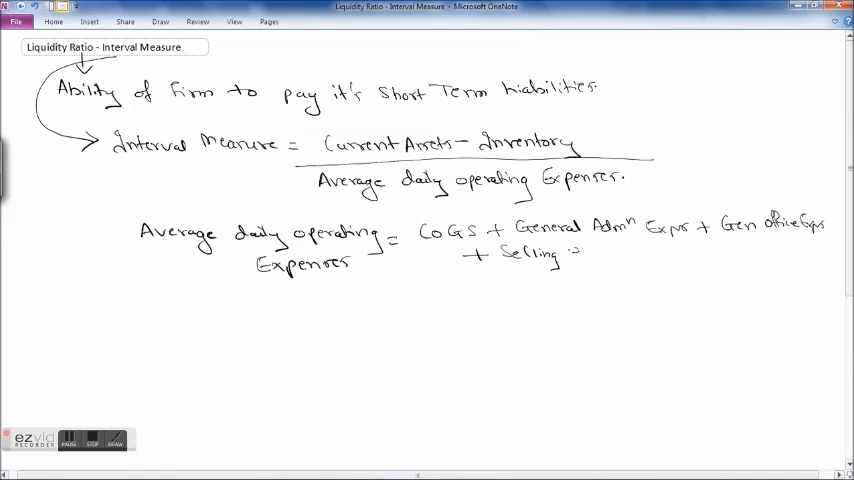 Liquidity Ratio - Interval Measure - Microsoft OneNote
File Home Insert Share Draw Review View Pages
Liquidity Ratio - Interval Measure
Ability of Firm to pay it's Short Term Liabilities.
Interval Measure = Current Assets - Inventory
Average daily operating Expenses.
Average daily operating = COGS + General Admn Exps + Gen office Exps
Expenses + Selling
ezvid
RECORDER PAUSE STOP DRAW